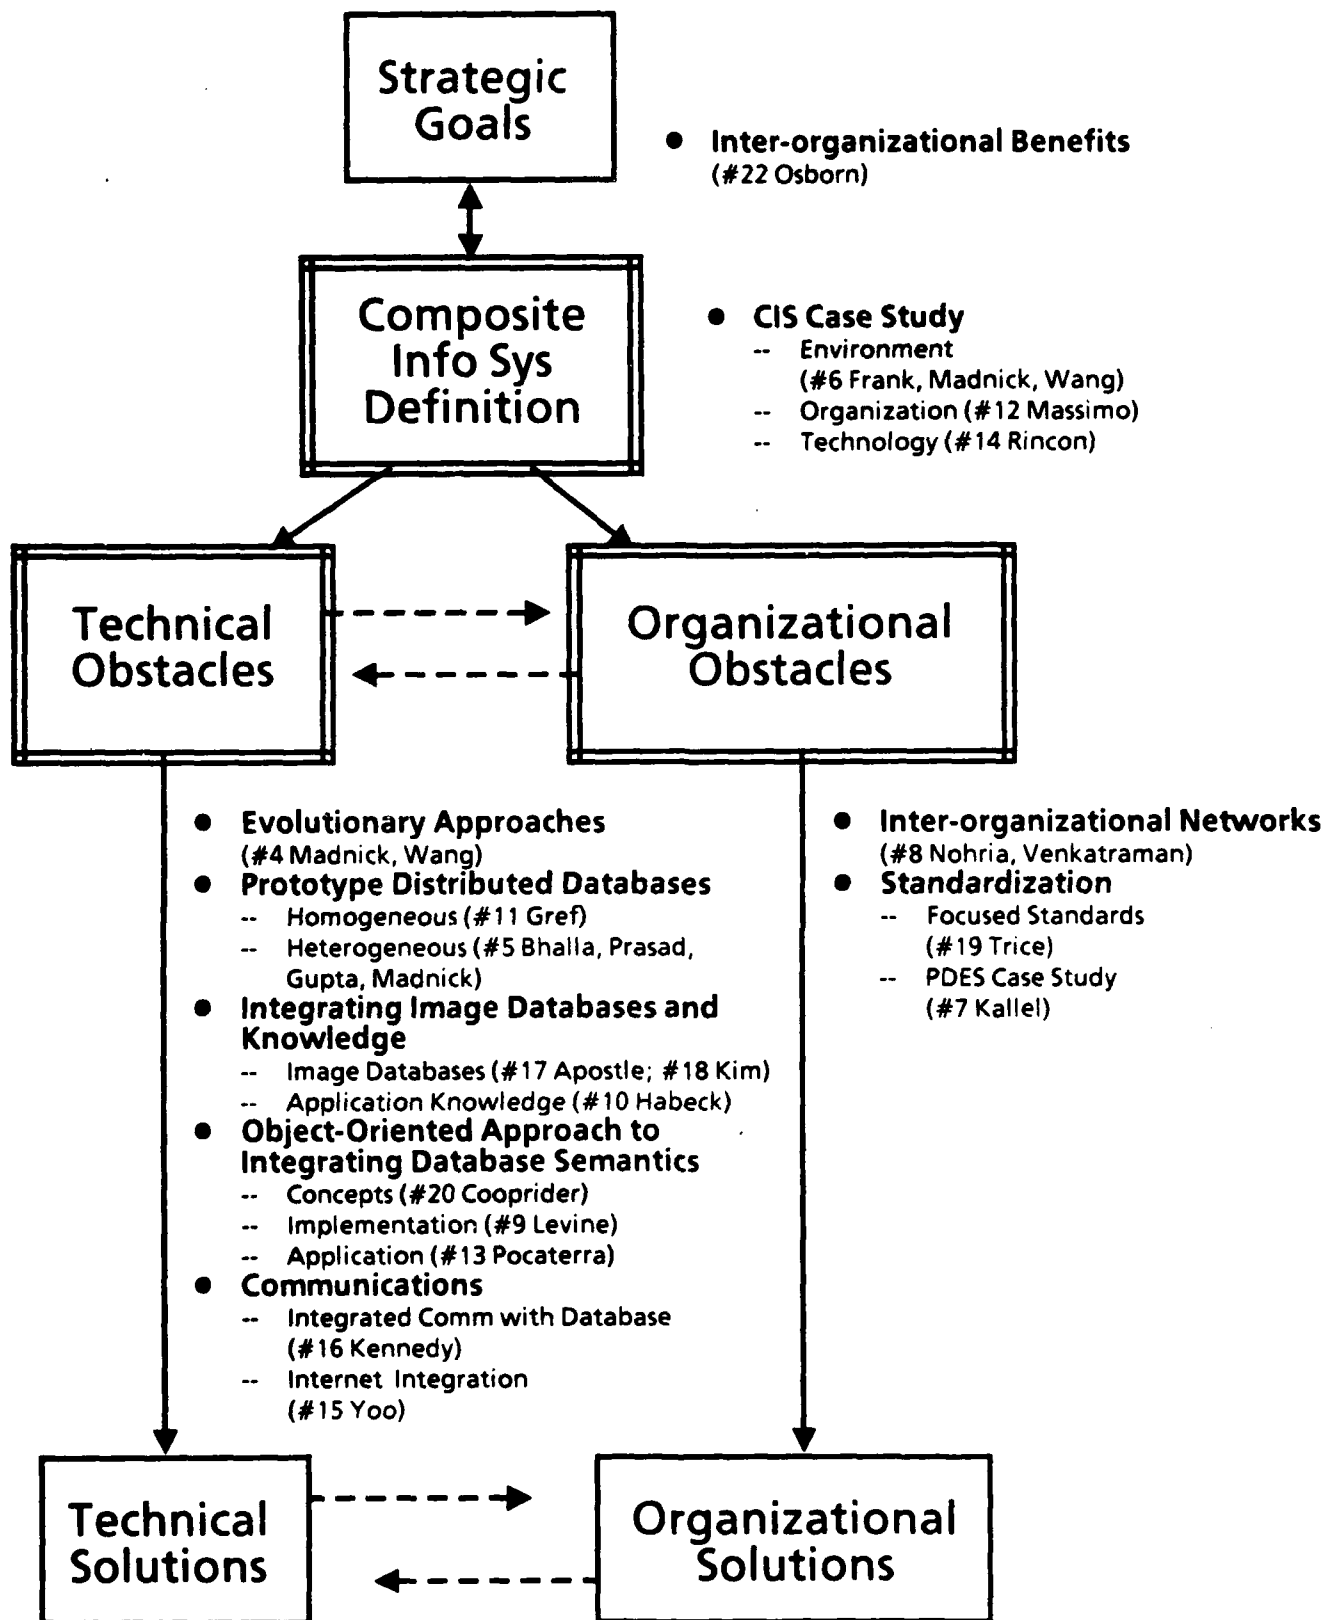 Strategic
Goals
● Inter-organizational Benefits
(#22 Osborn)
Composite
Info Sys
Definition
● CIS Case Study
-- Environment
(#6 Frank, Madnick, Wang)
-- Organization (#12 Massimo)
-- Technology (#14 Rincon)
Technical
Obstacles
Organizational
Obstacles
● Evolutionary Approaches
(#4 Madnick, Wang)
● Prototype Distributed Databases
-- Homogeneous (#11 Gref)
-- Heterogeneous (#5 Bhalla, Prasad,
Gupta, Madnick)
● Integrating Image Databases and
Knowledge
-- Image Databases (#17 Apostle; #18 Kim)
-- Application Knowledge (#10 Habeck)
● Object-Oriented Approach to
Integrating Database Semantics
-- Concepts (#20 Cooprider)
-- Implementation (#9 Levine)
-- Application (#13 Pocaterra)
● Communications
-- Integrated Comm with Database
(#16 Kennedy)
-- Internet Integration
(#15 Yoo)
● Inter-organizational Networks
(#8 Nohria, Venkatraman)
● Standardization
-- Focused Standards
(#19 Trice)
-- PDES Case Study
(#7 Kallel)
Technical
Solutions
Organizational
Solutions